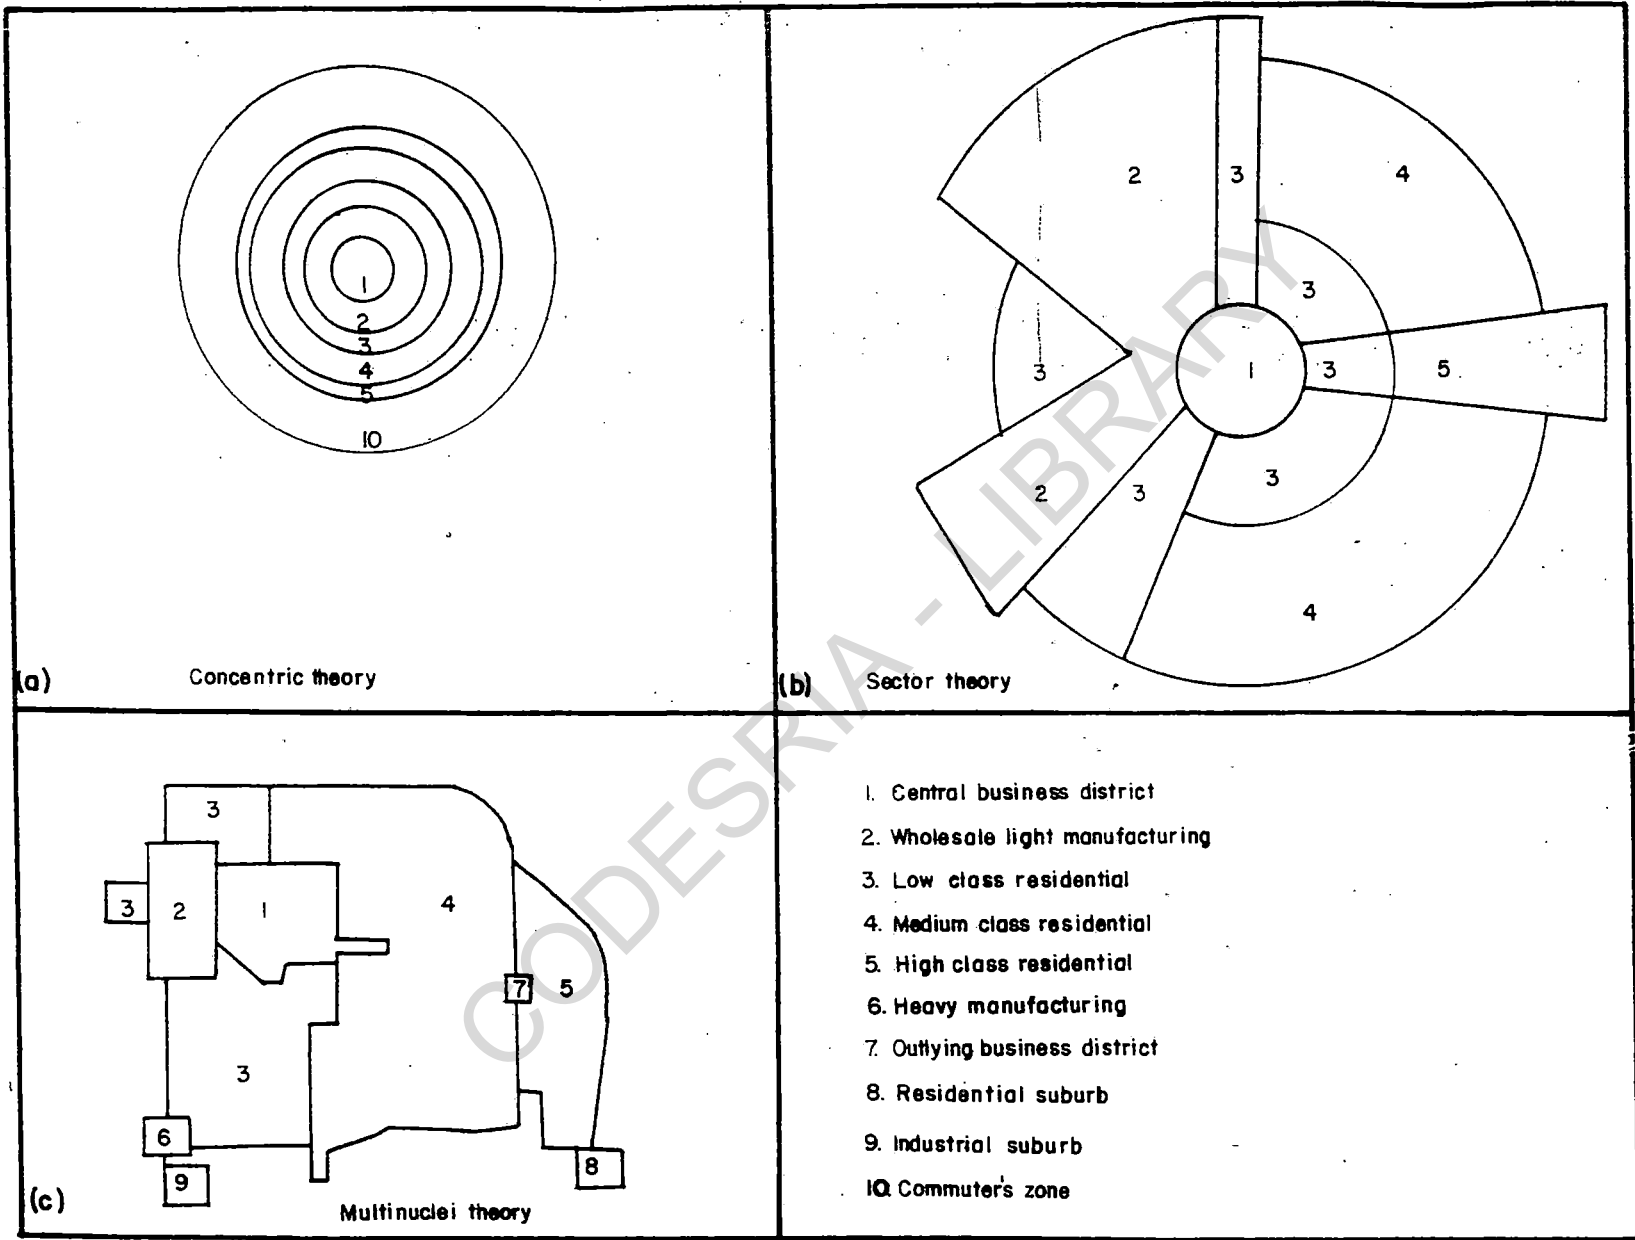 1
2
3
4
5
10
(a) Concentric theory
2 3 4
3
3 1 3 5
2 3 3
4
(b) Sector theory
3
3 2 1 4
7 5
3
6
9 8
(c) Multinuclei theory
1. Central business district
2. Wholesale light manufacturing
3. Low class residential
4. Medium class residential
5. High class residential
6. Heavy manufacturing
7. Outlying business district
8. Residential suburb
9. Industrial suburb
10. Commuter's zone
CODESRIA - LIBRARY